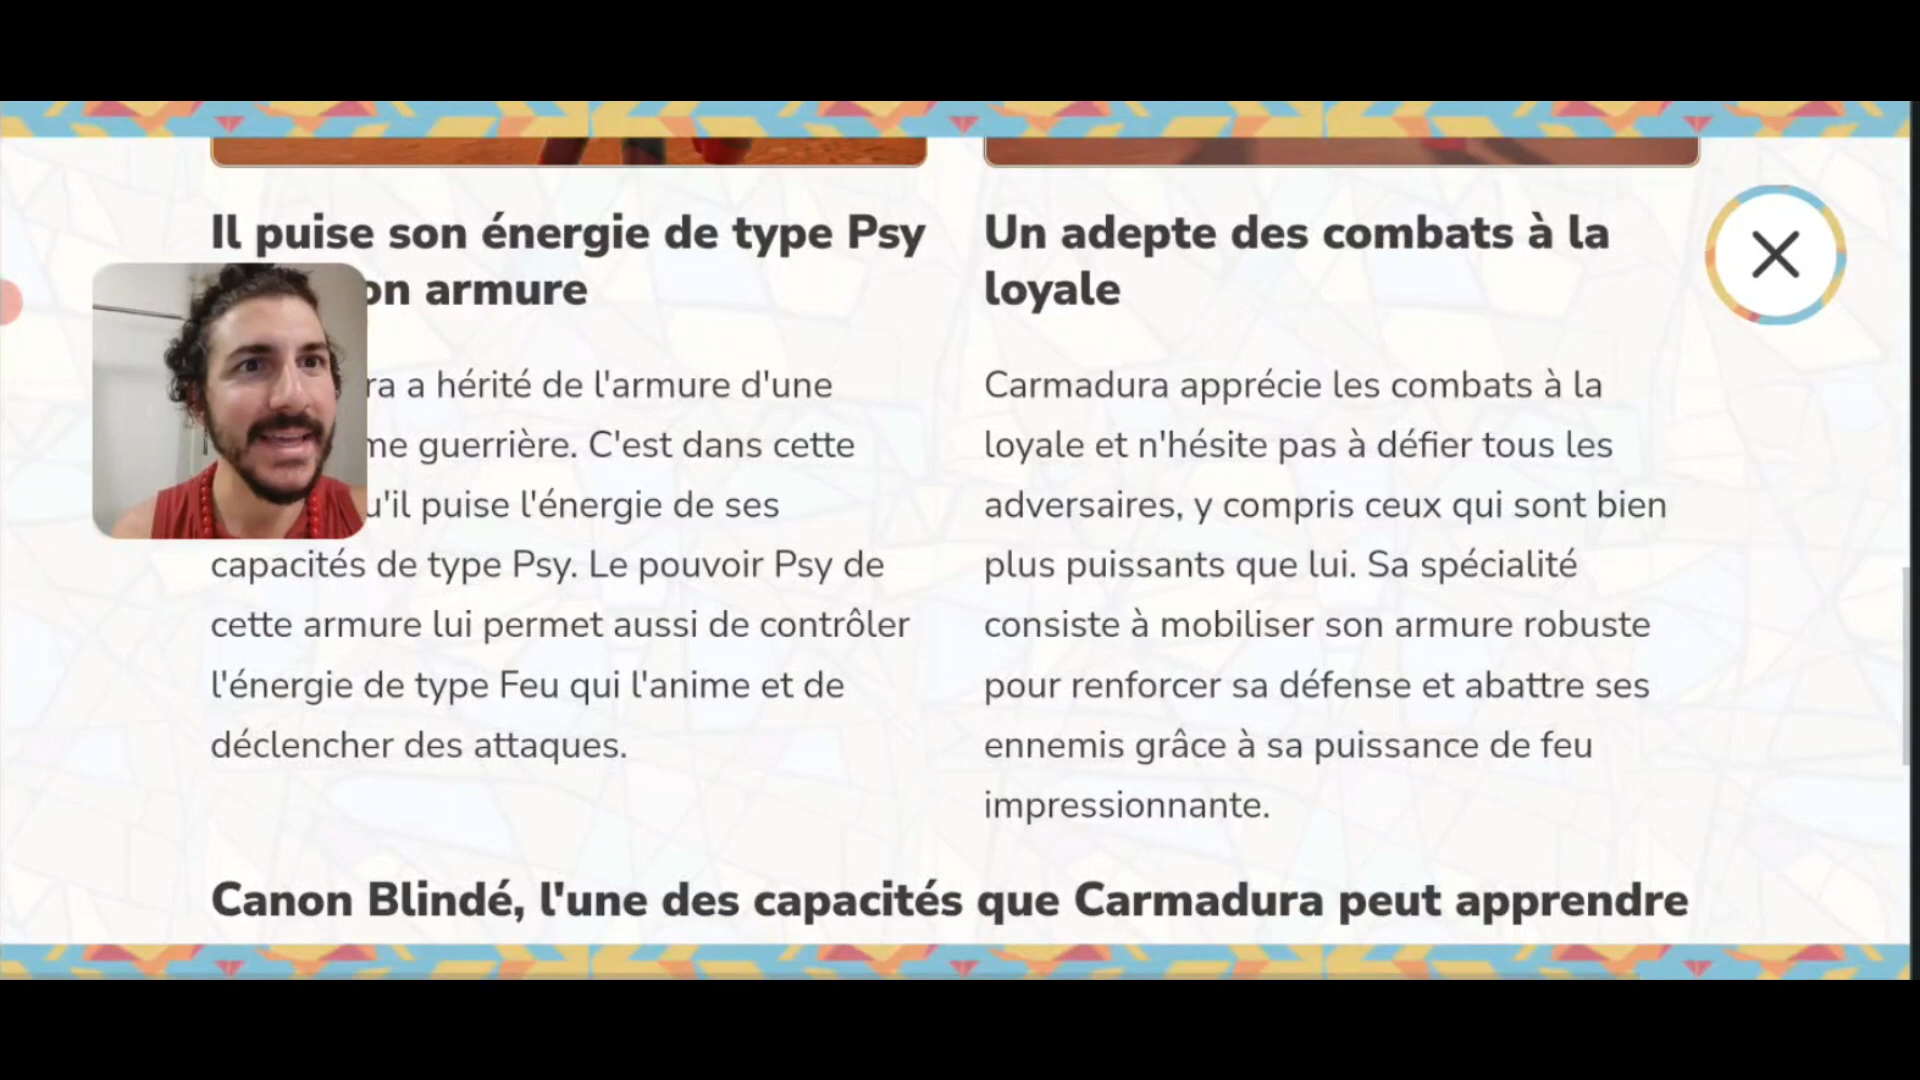 Il puise son énergie de type Psy
armure
a hérité de l'armure d'une
guerrière. C'est dans cette
puise l'énergie de ses
capacités de type Psy. Le pouvoir Psy de
cette armure lui permet aussi de contrôler
l'énergie de type Feu qui l'anime et de
déclencher des attaques.
Un adepte des combats à la
loyale
Carmadura apprécie les combats à la
loyale et n'hésite pas à défier tous les
adversaires, y compris ceux qui sont bien
plus puissants que lui. Sa spécialité
consiste à mobiliser son armure robuste
pour renforcer sa défense et abattre ses
ennemis grâce à sa puissance de feu
impressionnante.
Canon Blindé, l'une des capacités que Carmadura peut apprendre